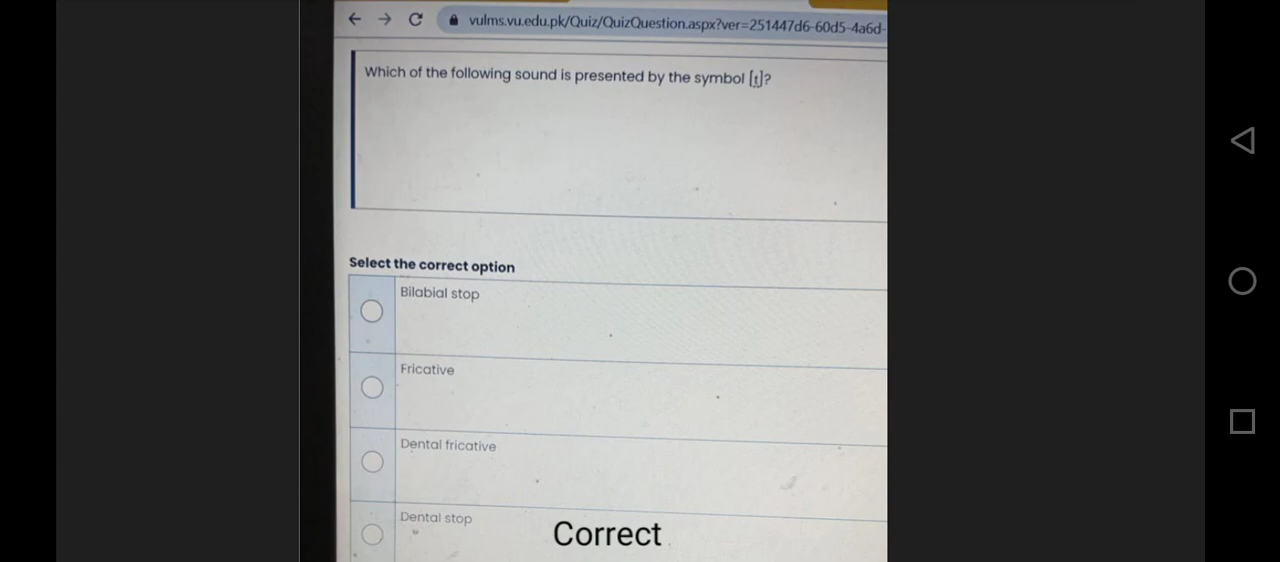 vulms.vu.edu.pk/Quiz/QuizQuestion.aspx?ver=251447d6-60d5-4a6d-
Which of the following sound is presented by the symbol [t̪]?
Select the correct option
Bilabial stop
Fricative
Dental fricative
Dental stop
Correct